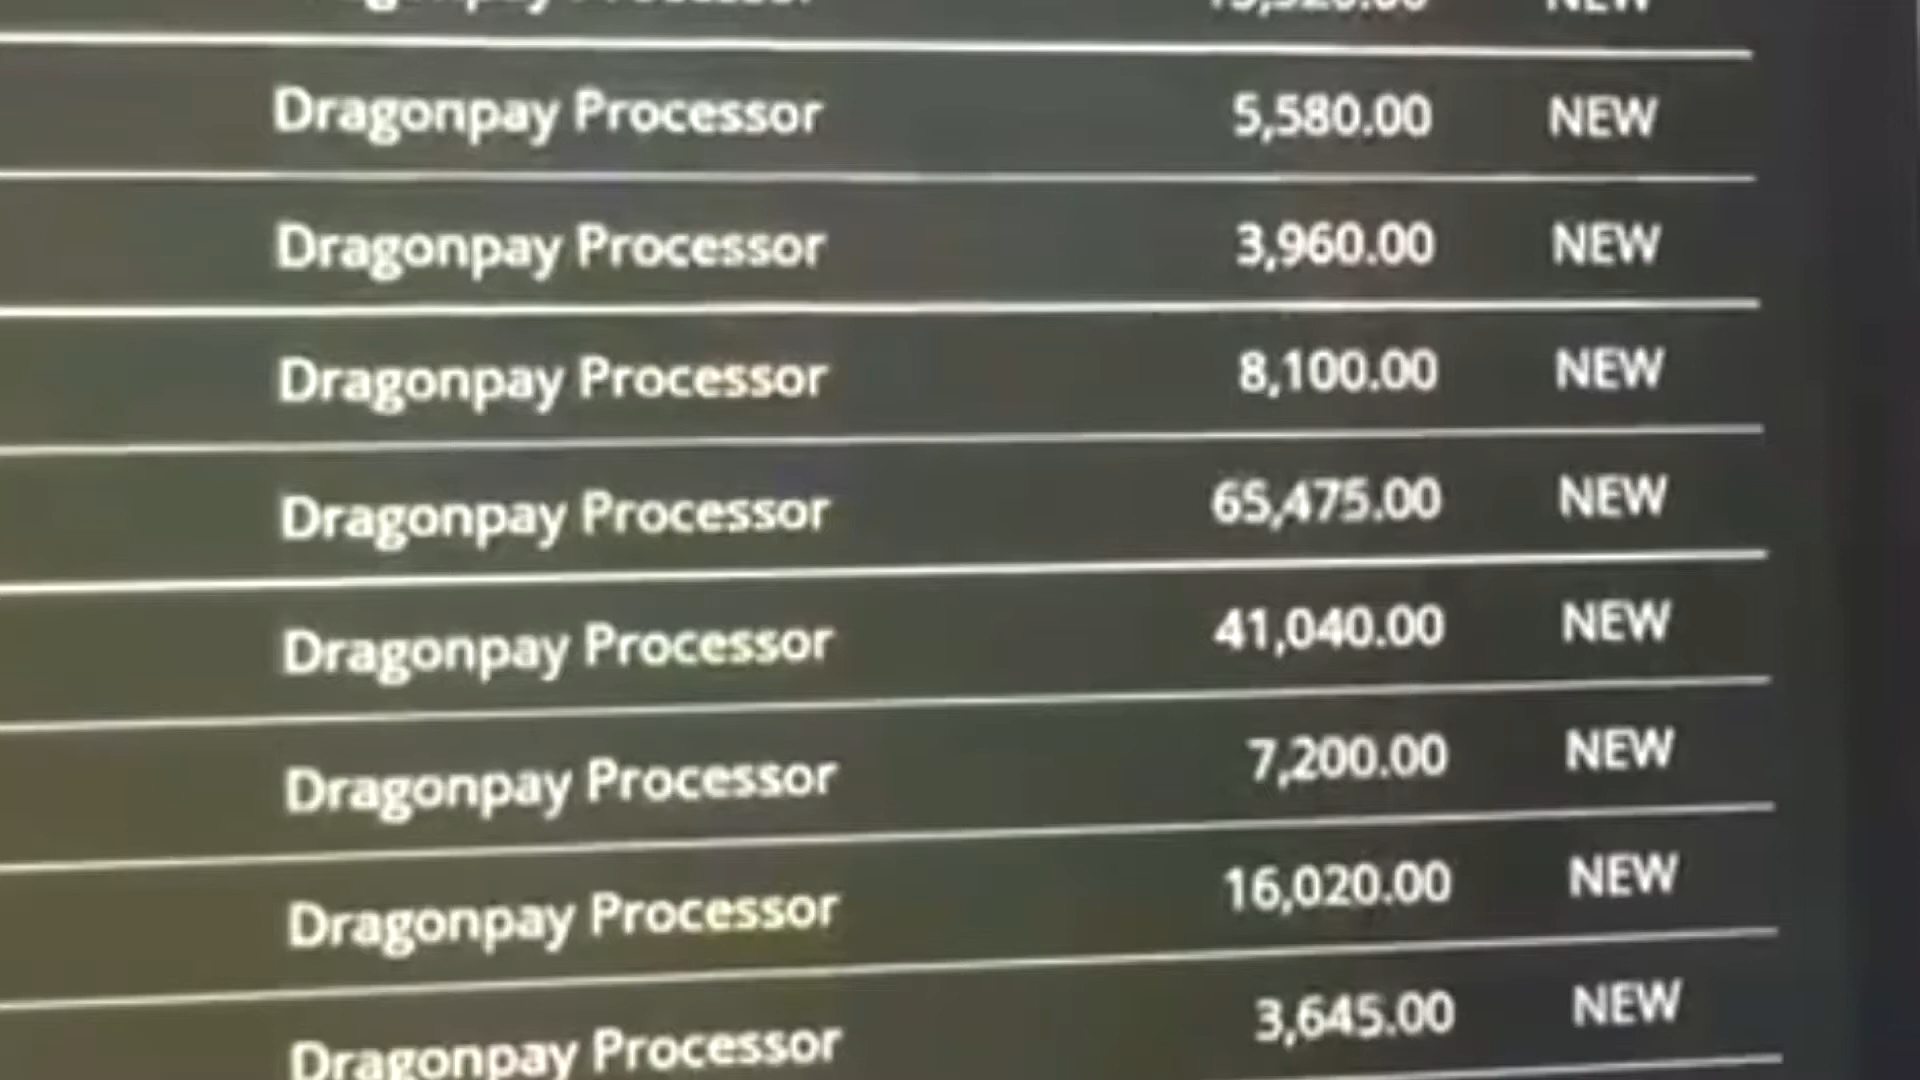 Dragonpay Processor 5,580.00 NEW
Dragonpay Processor 3,960.00 NEW
Dragonpay Processor 8,100.00 NEW
Dragonpay Processor 65,475.00 NEW
Dragonpay Processor 41,040.00 NEW
Dragonpay Processor 7,200.00 NEW
Dragonpay Processor 16,020.00 NEW
Dragonpay Processor 3,645.00 NEW